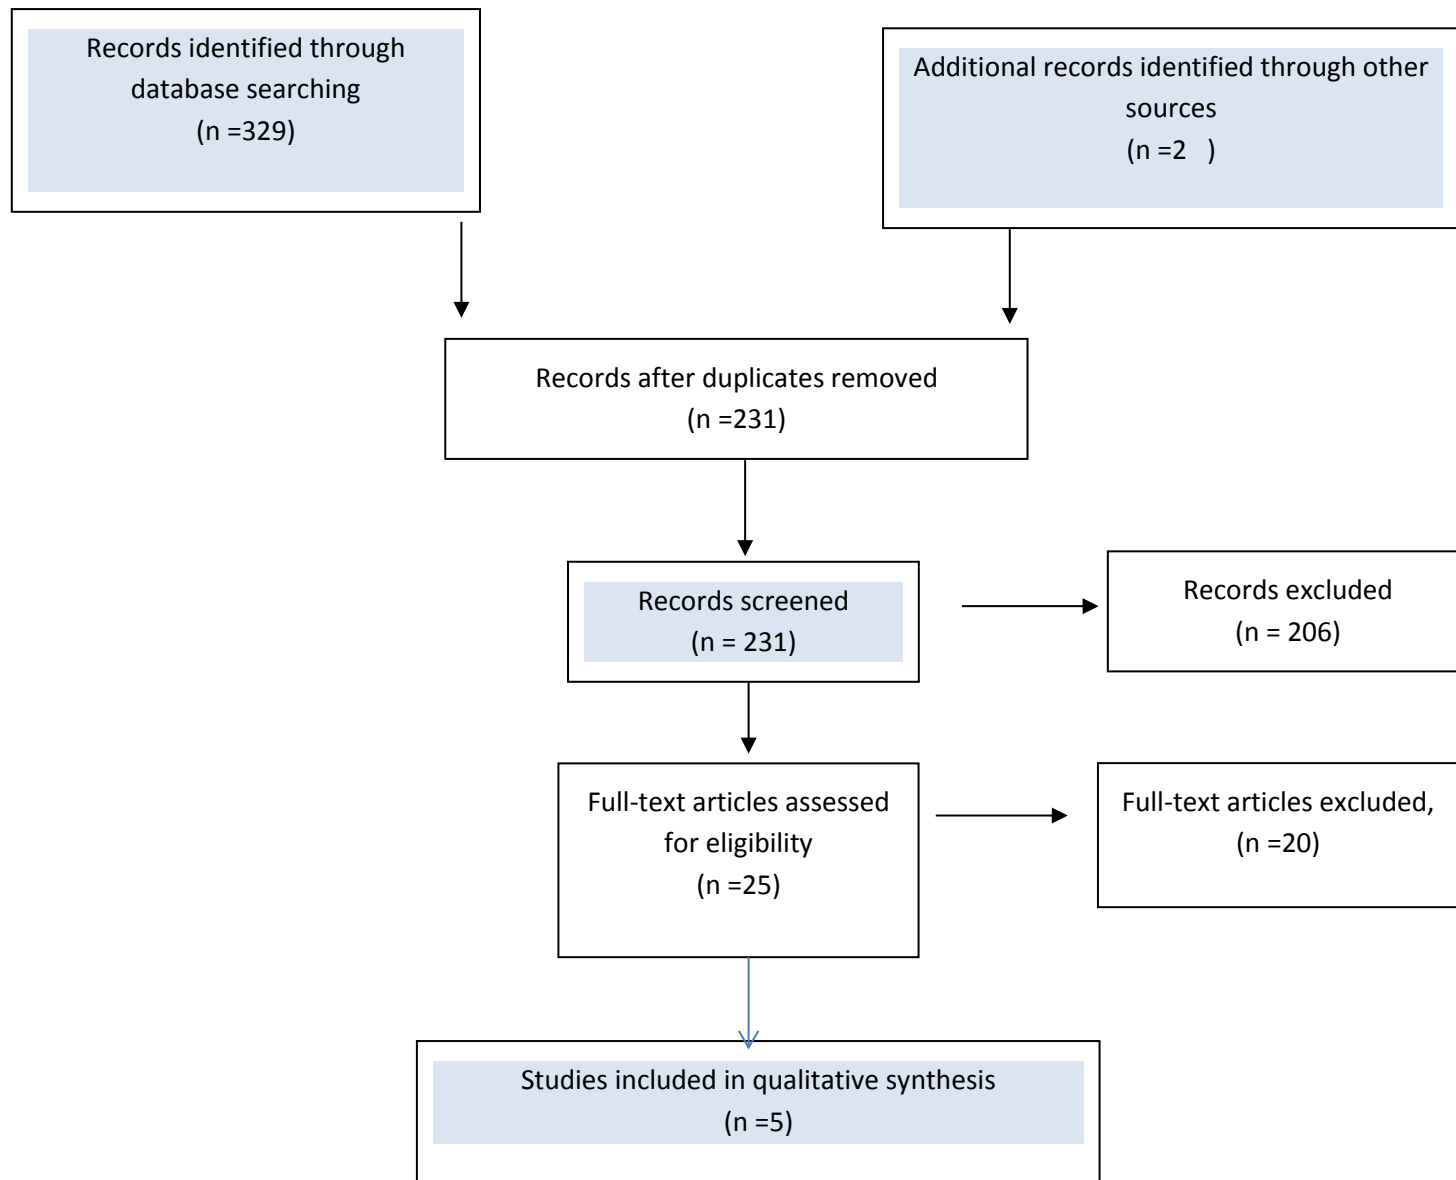 Records identified through
database searching
(n =329)
Additional records identified through other
sources
(n =2   )
Records after duplicates removed
(n =231)
Records screened
(n = 231)
Records excluded
(n = 206)
Full-text articles assessed
for eligibility
(n =25)
Full-text articles excluded,
(n =20)
Studies included in qualitative synthesis
(n =5)